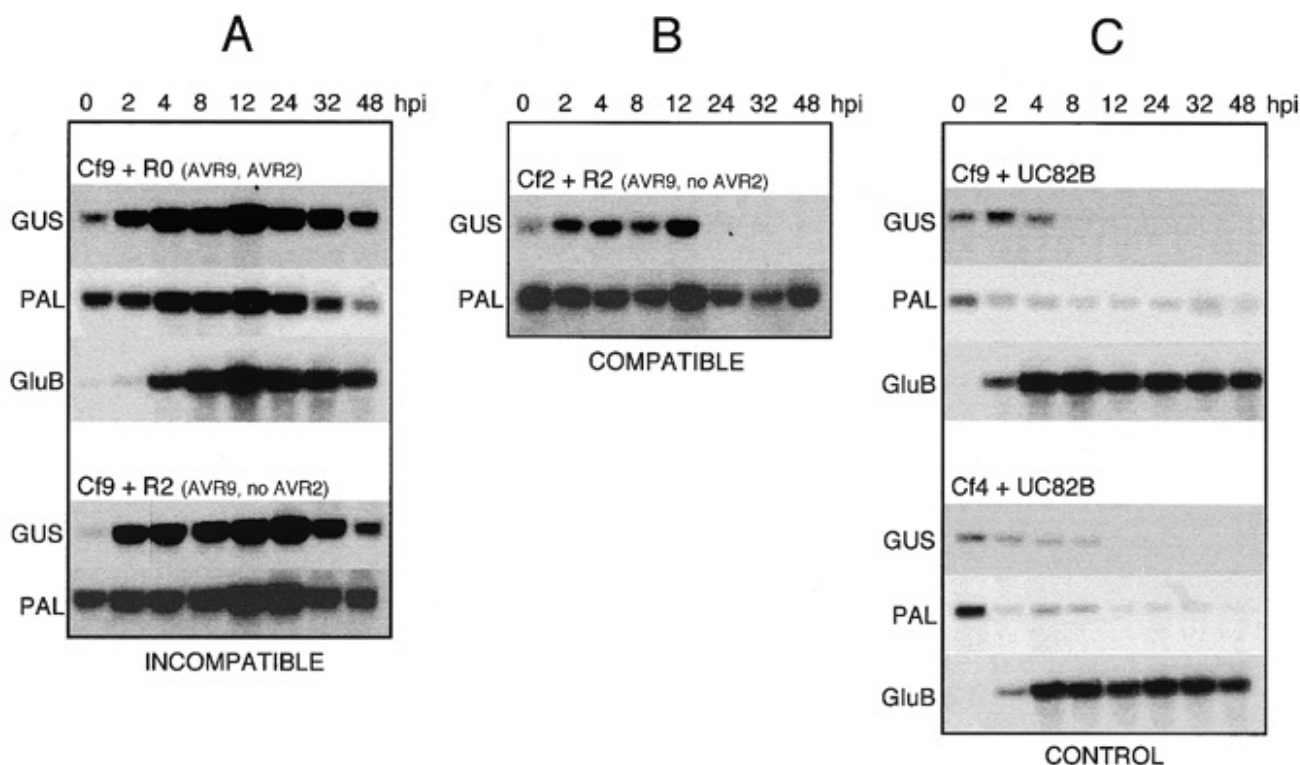 A
0 2 4 8 12 24 32 48 hpi
Cf9 + R0 (AVR9, AVR2)
GUS
PAL
GluB
Cf9 + R2 (AVR9, no AVR2)
GUS
PAL
INCOMPATIBLE
B
0 2 4 8 12 24 32 48 hpi
Cf2 + R2 (AVR9, no AVR2)
GUS
PAL
COMPATIBLE
C
0 2 4 8 12 24 32 48 hpi
Cf9 + UC82B
GUS
PAL
GluB
Cf4 + UC82B
GUS
PAL
GluB
CONTROL